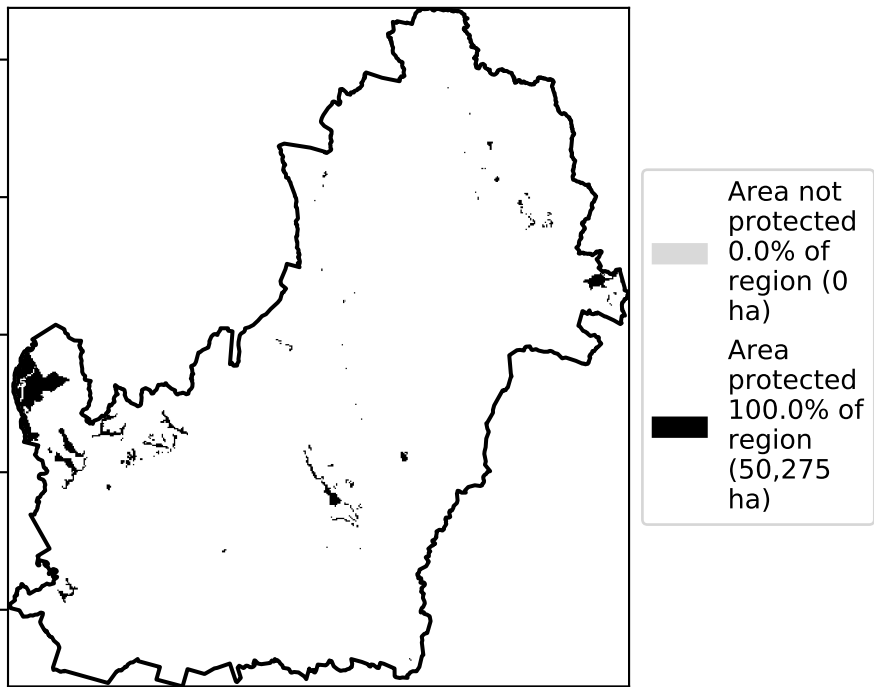 Area not
protected
0.0% of
region (0
ha)
Area
protected
100.0% of
region
(50,275
ha)